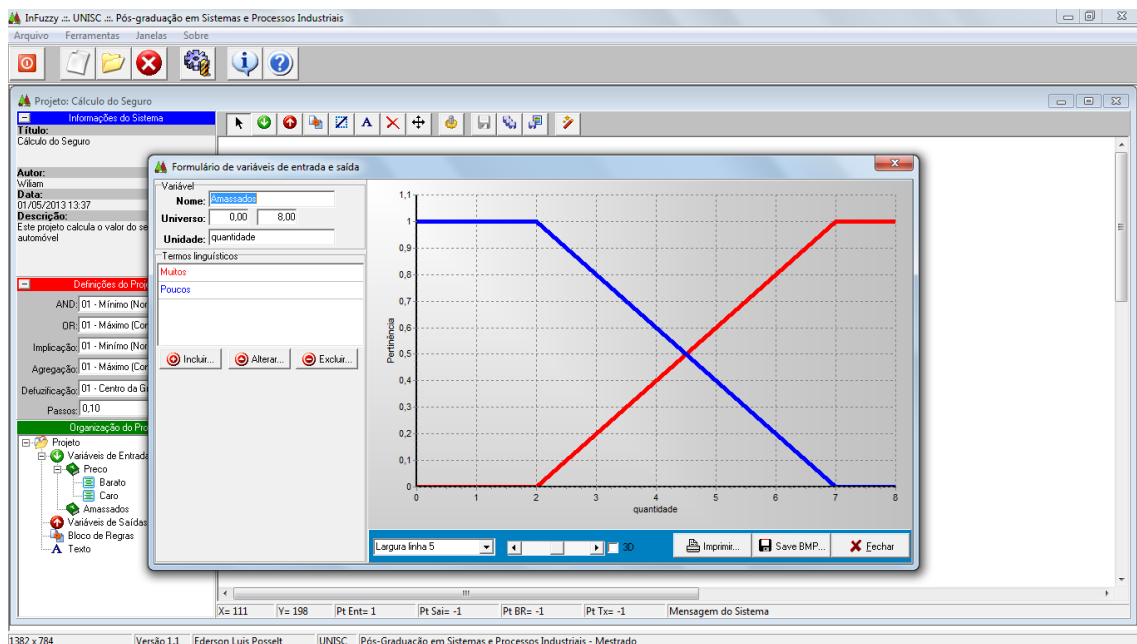 InFuzzy .::. UNISC .::. Pós-graduação em Sistemas e Processos Industriais
Arquivo Ferramentas Janelas Sobre
Projeto: Cálculo do Seguro
Informações do Sistema
Título:
Cálculo do Seguro
Autor:
Wiliam
Data:
01/05/2013 13:37
Descrição:
Este projeto calcula o valor do se
automóvel
Definições do Proj
AND: 01 - Mínimo (Nor
OR: 01 - Máximo (Cor
Implicação: 01 - Minímo (Nor
Agregação: 01 - Máximo (Cor
Defuzificação: 01 - Centro da G
Passos: 0,10
Organização do Pro
Projeto
Variáveis de Entrada
Preco
Barato
Caro
Amassados
Variáveis de Saídas
Bloco de Regras
A Texto
A
Formulário de variáveis de entrada e saída
Variável
Nome: Amassados
Universo: 0,00 8,00
Unidade: quantidade
Termos linguísticos
Muitos
Poucos
Incluir... Alterar... Excluir...
1,1
1
0,9
0,8
0,7
0,6
0,5
0,4
0,3
0,2
0,1
0
Pertinência
0 1 2 3 4 5 6 7 8
quantidade
Largura linha 5 3D Imprimir... Save BMP... Fechar
X= 111 Y= 198 Pt Ent= 1 Pt Sai= -1 Pt BR= -1 Pt Tx= -1 Mensagem do Sistema
1382 x 784 Versão 1.1 Ederson Luis Posselt UNISC Pós-Graduação em Sistemas e Processos Industriais - Mestrado